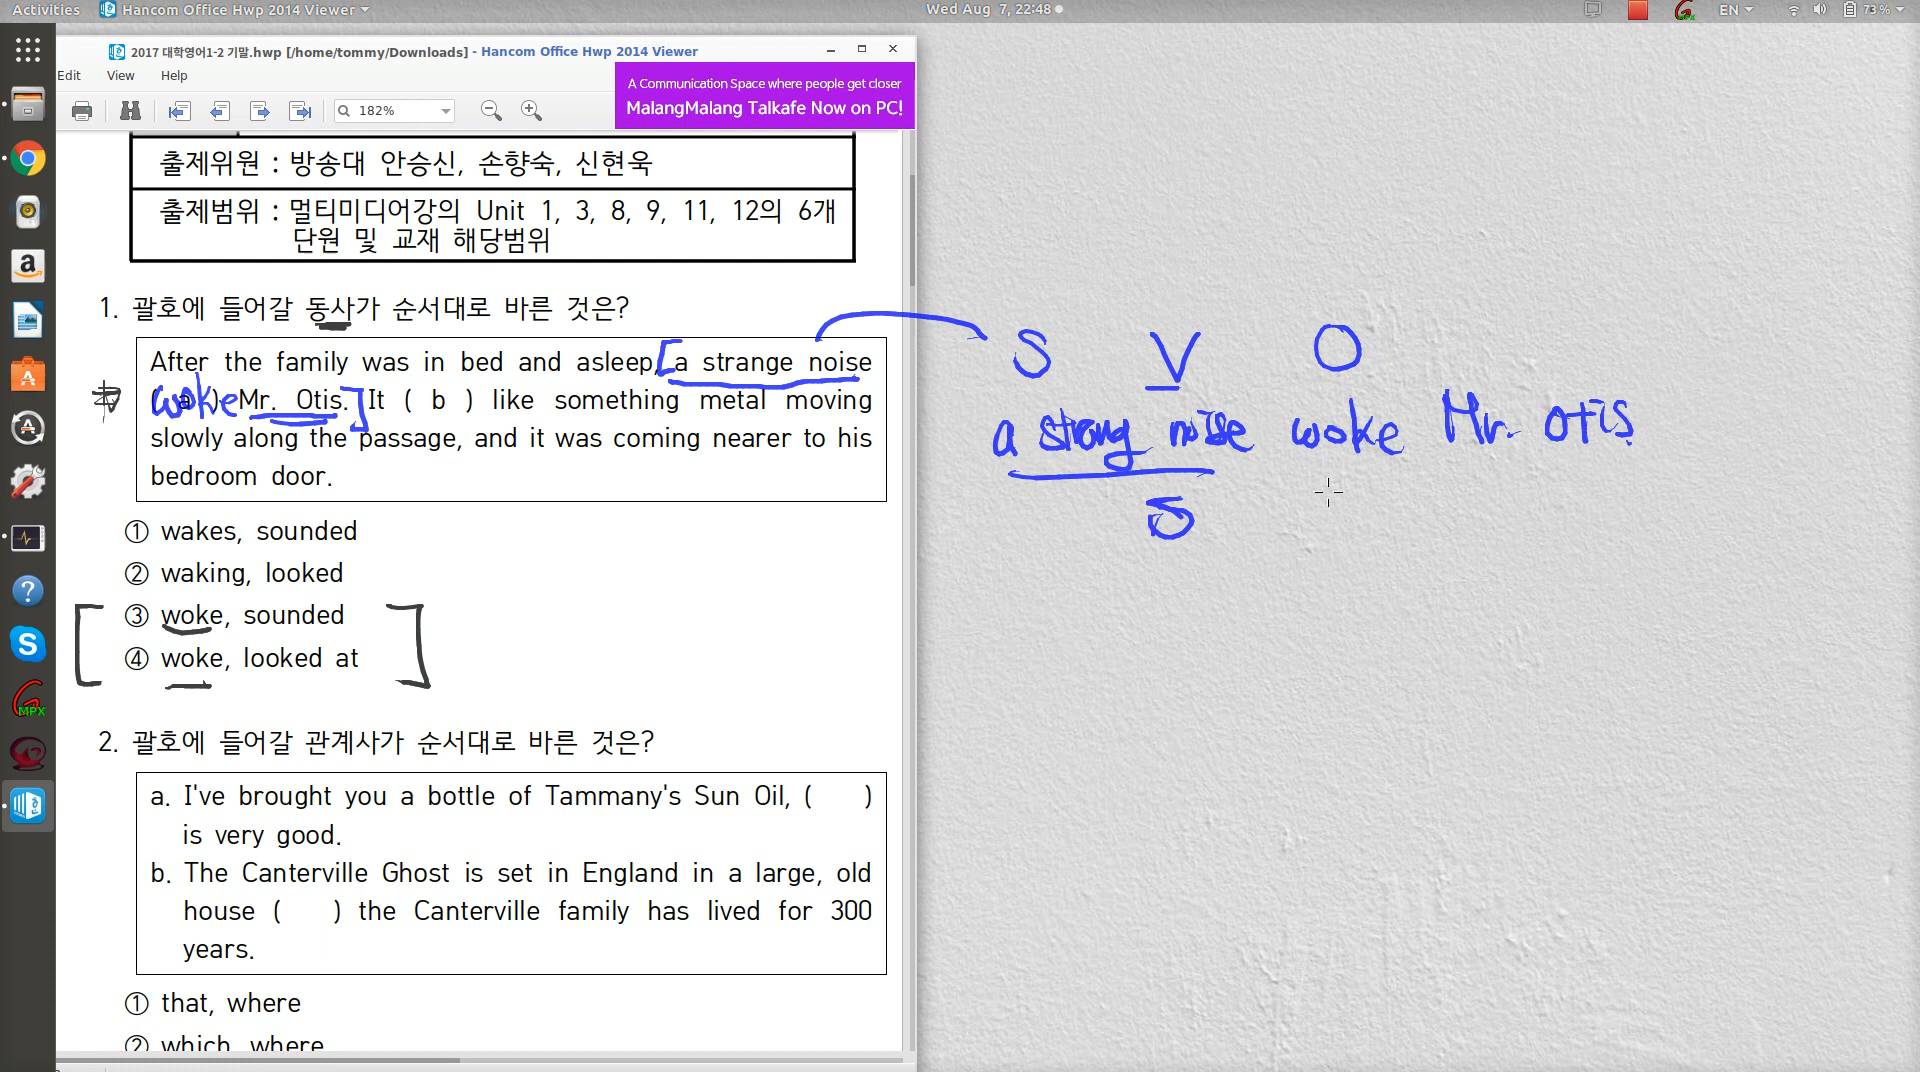 Activities
Hancom Office Hwp 2014 Viewer
Wed Aug 7, 22:48
EN
73 %
2017 대학영어1-2 기말.hwp [/home/tommy/Downloads] - Hancom Office Hwp 2014 Viewer
Edit View Help
A Communication Space where people get closer
MalangMalang Talkafe Now on PC!
182%
출제위원 : 방송대 안승신, 손향숙, 신현욱
출제범위 : 멀티미디어강의 Unit 1, 3, 8, 9, 11, 12의 6개
단원 및 교재 해당범위
1. 괄호에 들어갈 동사가 순서대로 바른 것은?
After the family was in bed and asleep, [a strange noise
( a ) woke Mr. Otis.] It ( b ) like something metal moving
slowly along the passage, and it was coming nearer to his
bedroom door.
① wakes, sounded
② waking, looked
③ woke, sounded
④ woke, looked at
2. 괄호에 들어갈 관계사가 순서대로 바른 것은?
a. I've brought you a bottle of Tammany's Sun Oil, ( )
is very good.
b. The Canterville Ghost is set in England in a large, old
house ( ) the Canterville family has lived for 300
years.
① that, where
② which, where
S V O
a strong noise woke Mr. Otis
S
a
S
MPX